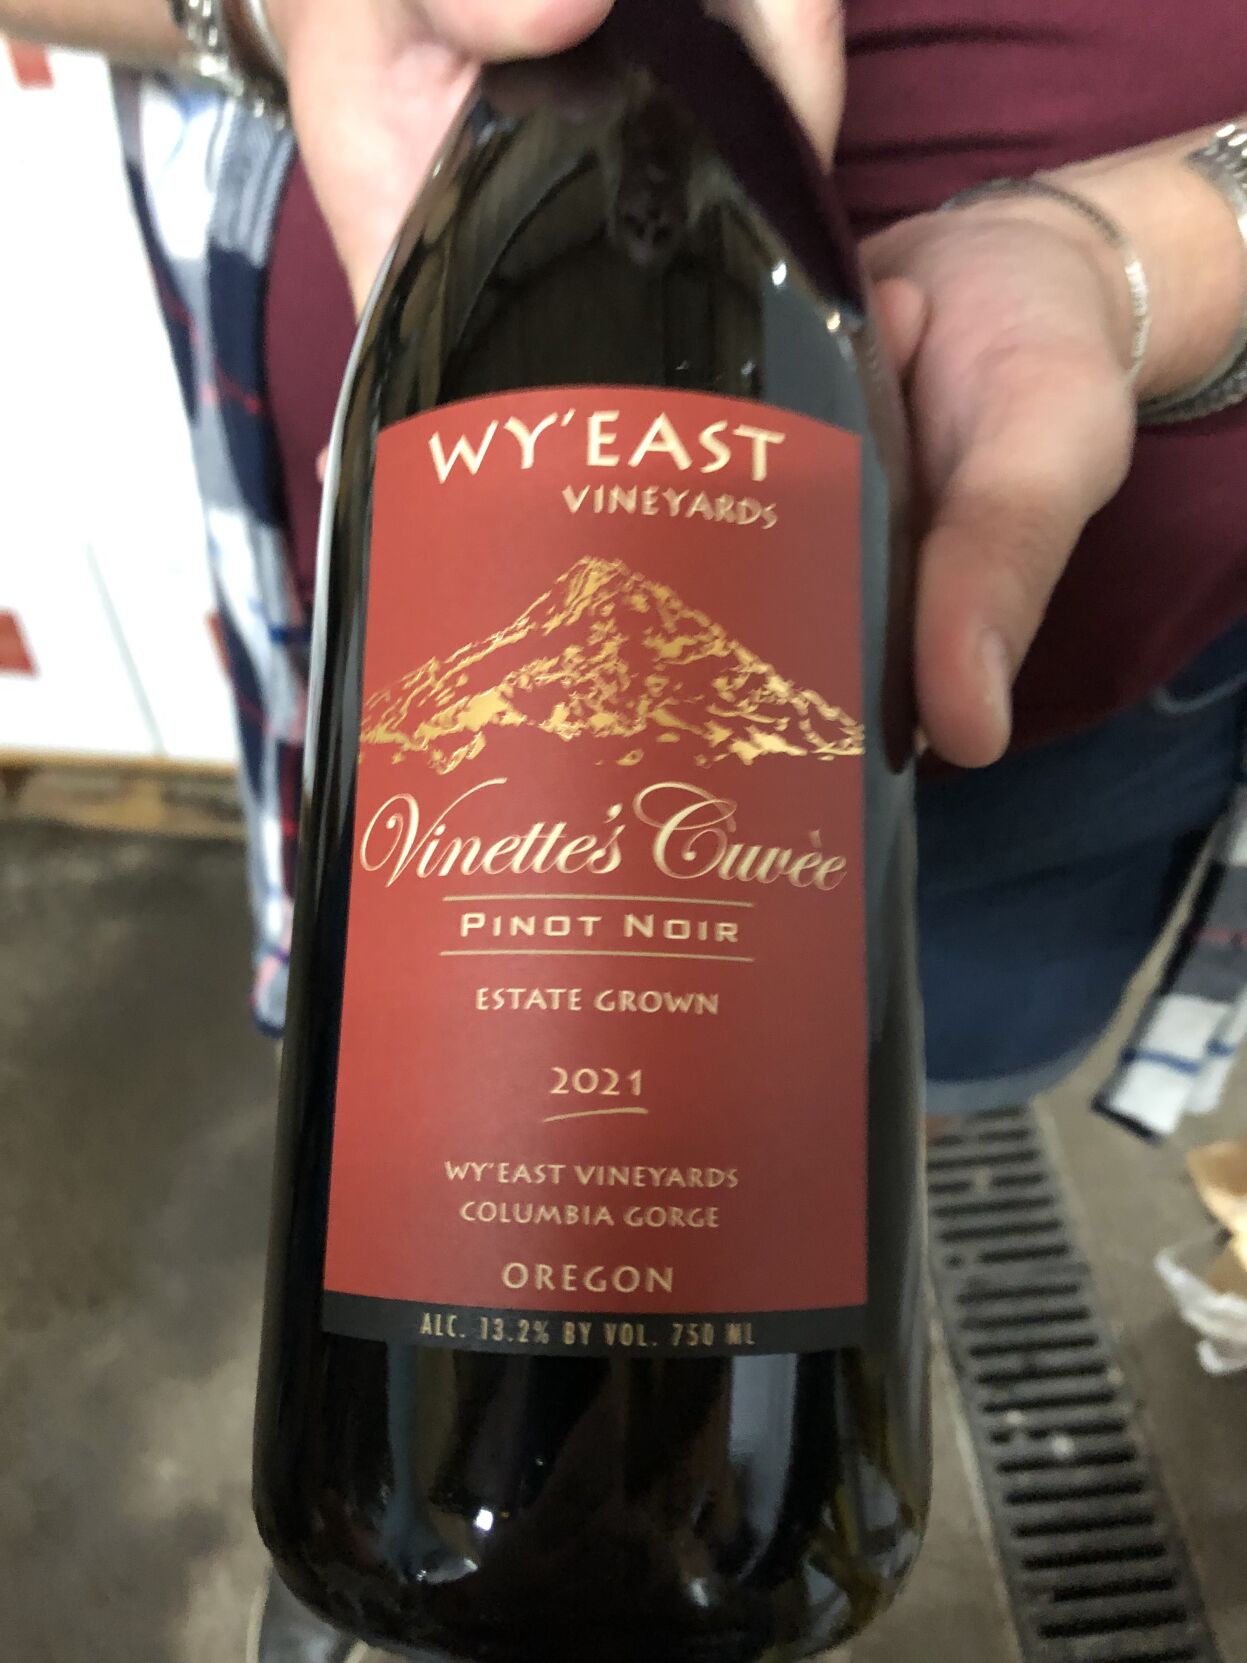 WY'EAST
VINEYARDS
Vinette's Cuvèe
PINOT NOIR
ESTATE GROWN
2021
WY'EAST VINEYARDS
COLUMBIA GORGE
OREGON
ALC. 13.2% BY VOL. 750 ML